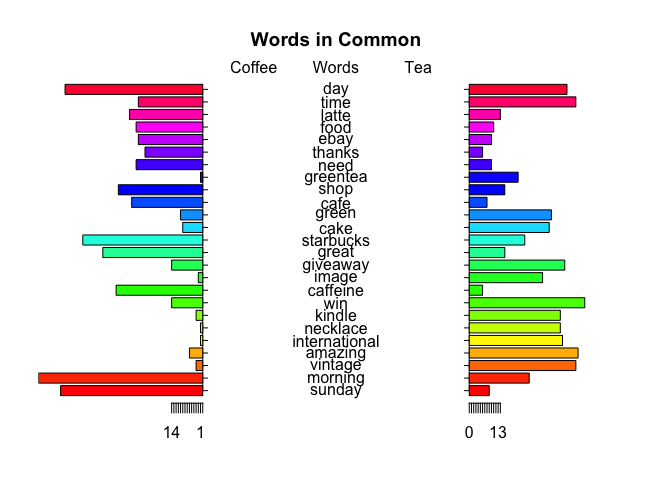 Words in Common
Coffee Words Tea
day
time
latte
food
ebay
thanks
need
greentea
shop
cafe
green
cake
starbucks
great
giveaway
image
caffeine
win
kindle
necklace
international
amazing
vintage
morning
sunday
14 1 0 13